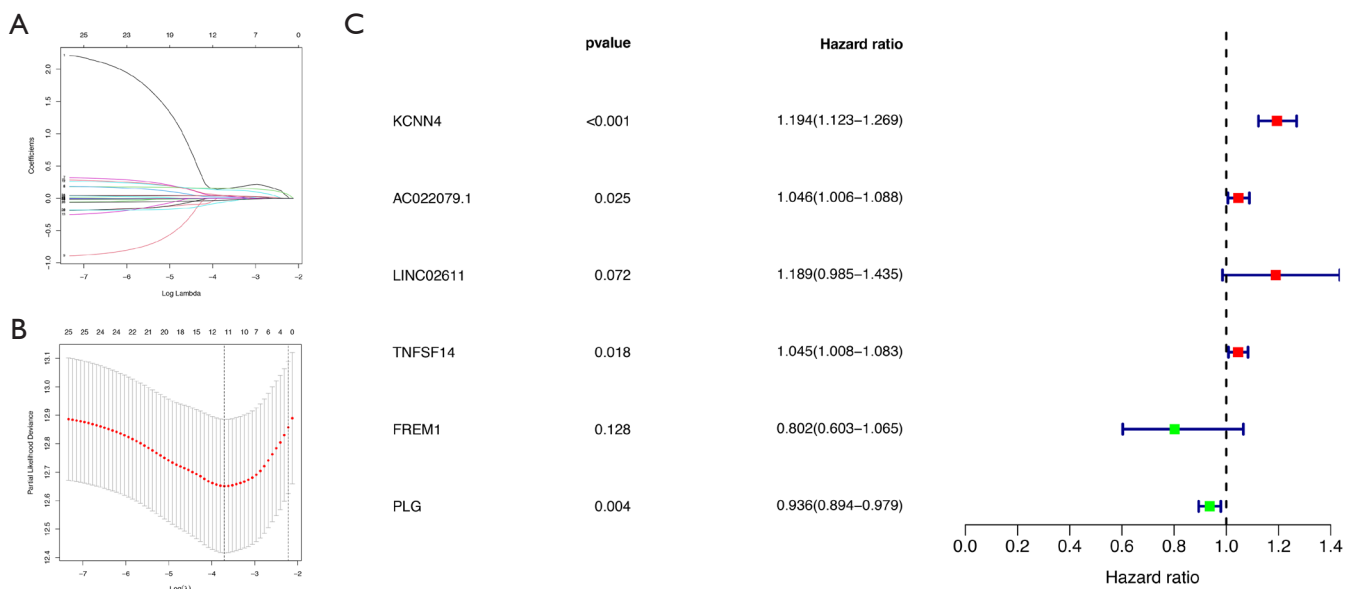 A
25 23 19 12 7 0
2.0
1.5
1.0
0.5
0.0
−0.5
−1.0
Coefficients
−7 −6 −5 −4 −3 −2
Log Lambda
B
25 25 24 24 22 21 20 18 15 12 11 10 7 6 4 0
13.1
13.0
12.9
12.8
12.7
12.6
12.5
12.4
Partial Likelihood Deviance
−7 −6 −5 −4 −3 −2
C
pvalue Hazard ratio
KCNN4 <0.001 1.194(1.123−1.269)
AC022079.1 0.025 1.046(1.006−1.088)
LINC02611 0.072 1.189(0.985−1.435)
TNFSF14 0.018 1.045(1.008−1.083)
FREM1 0.128 0.802(0.603−1.065)
PLG 0.004 0.936(0.894−0.979)
0.0 0.2 0.4 0.6 0.8 1.0 1.2 1.4
Hazard ratio